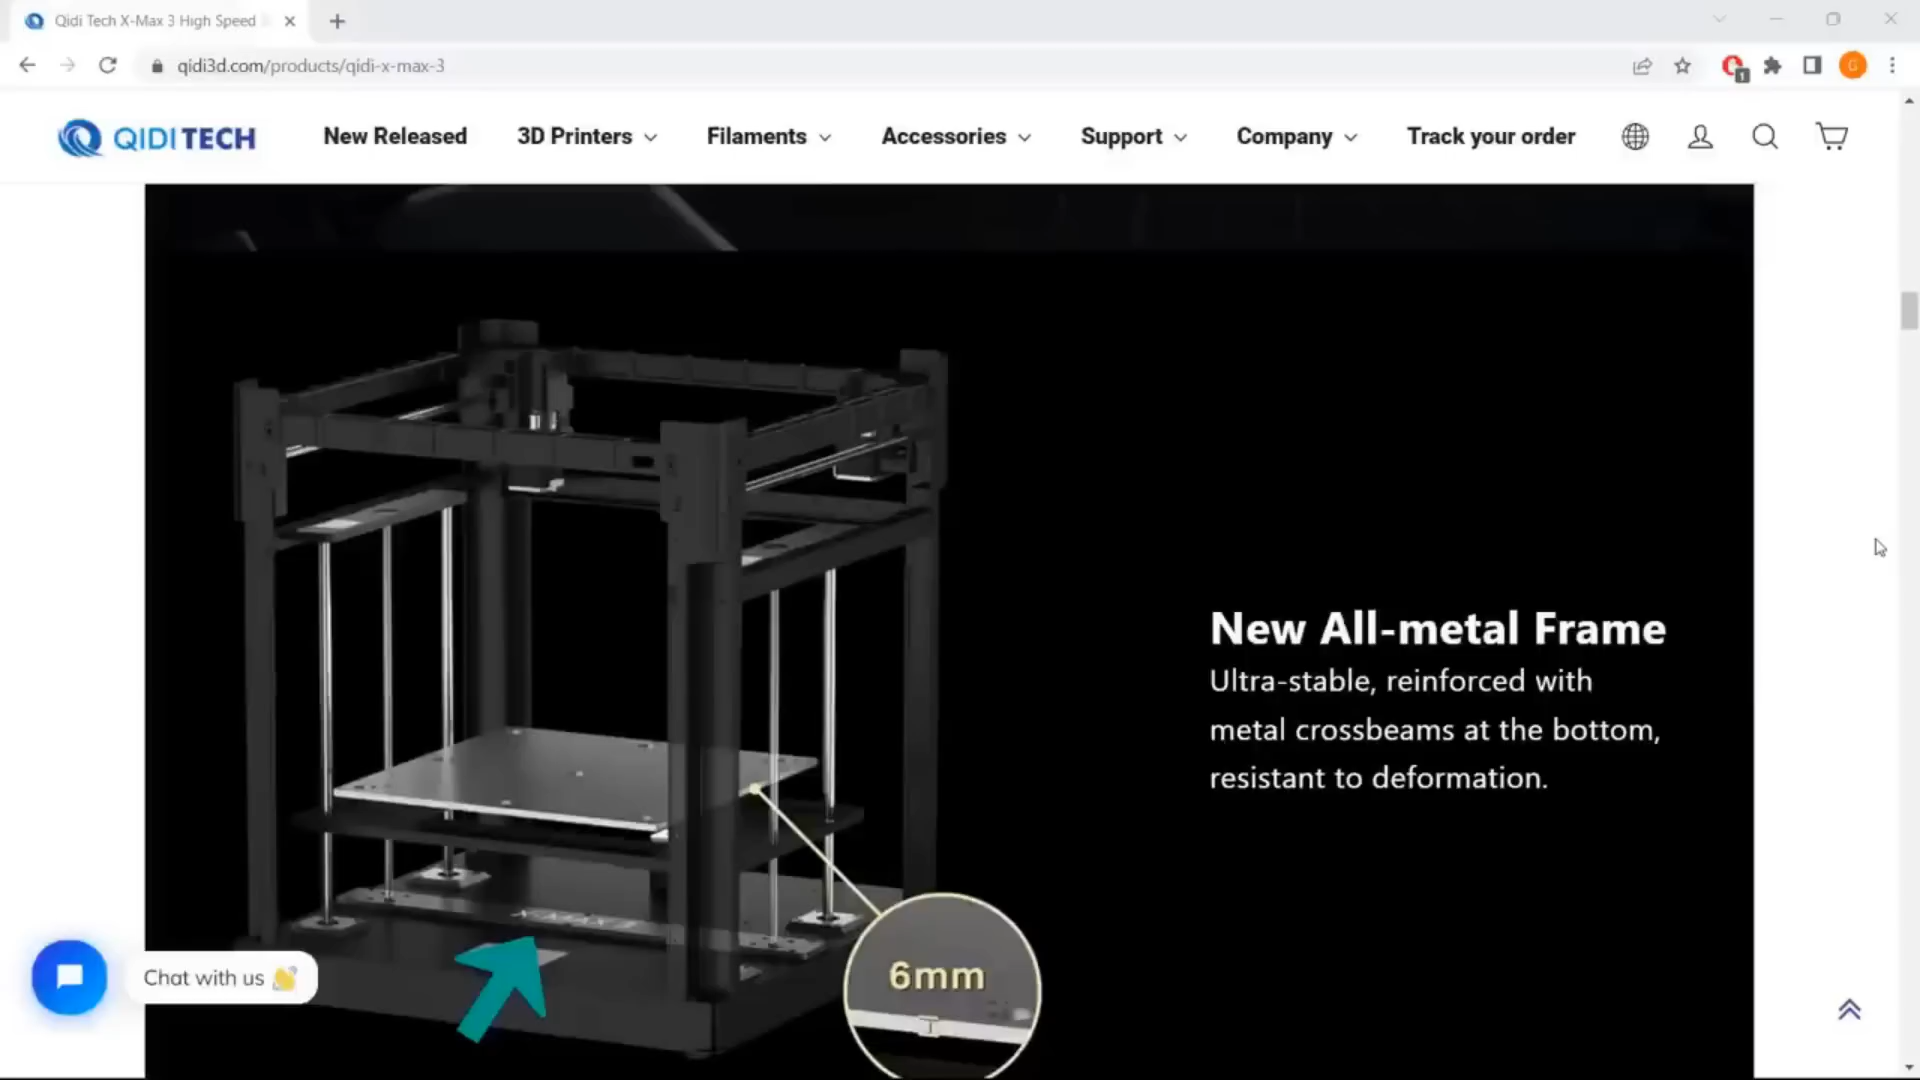 Qidi Tech X-Max 3 High Speed
qidi3d.com/products/qidi-x-max-3
G
1
QIDITECH
New Released
3D Printers
Filaments
Accessories
Support
Company
Track your order
New All-metal Frame
Ultra-stable, reinforced with
metal crossbeams at the bottom,
resistant to deformation.
6mm
Chat with us